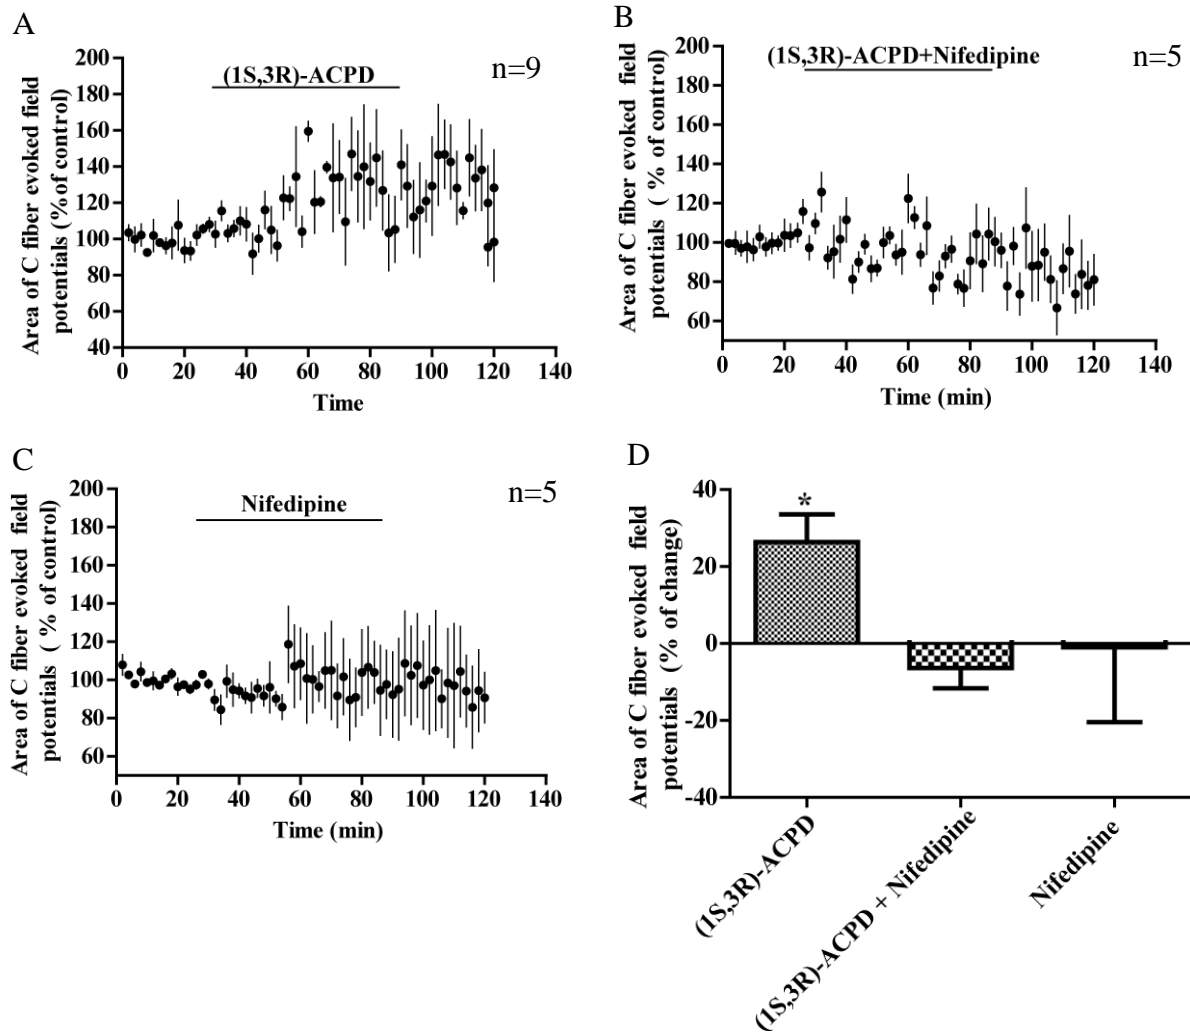 A
(1S,3R)-ACPD
n=9
Area of C fiber evoked field
potentials (%of control)
200
180
160
140
120
100
80
60
40
0 20 40 60 80 100 120 140
Time
B
(1S,3R)-ACPD+Nifedipine
n=5
Area of C fiber evoked field
potentials ( % of control)
200
180
160
140
120
100
80
60
0 20 40 60 80 100 120 140
Time (min)
C
Nifedipine
n=5
Area of C fiber evoked field
potentials ( % of control)
200
180
160
140
120
100
80
60
0 20 40 60 80 100 120 140
Time (min)
D
Area of C fiber evoked field
potentials (% of change)
40
20
0
-20
-40
*
(1S,3R)-ACPD
(1S,3R)-ACPD + Nifedipine
Nifedipine